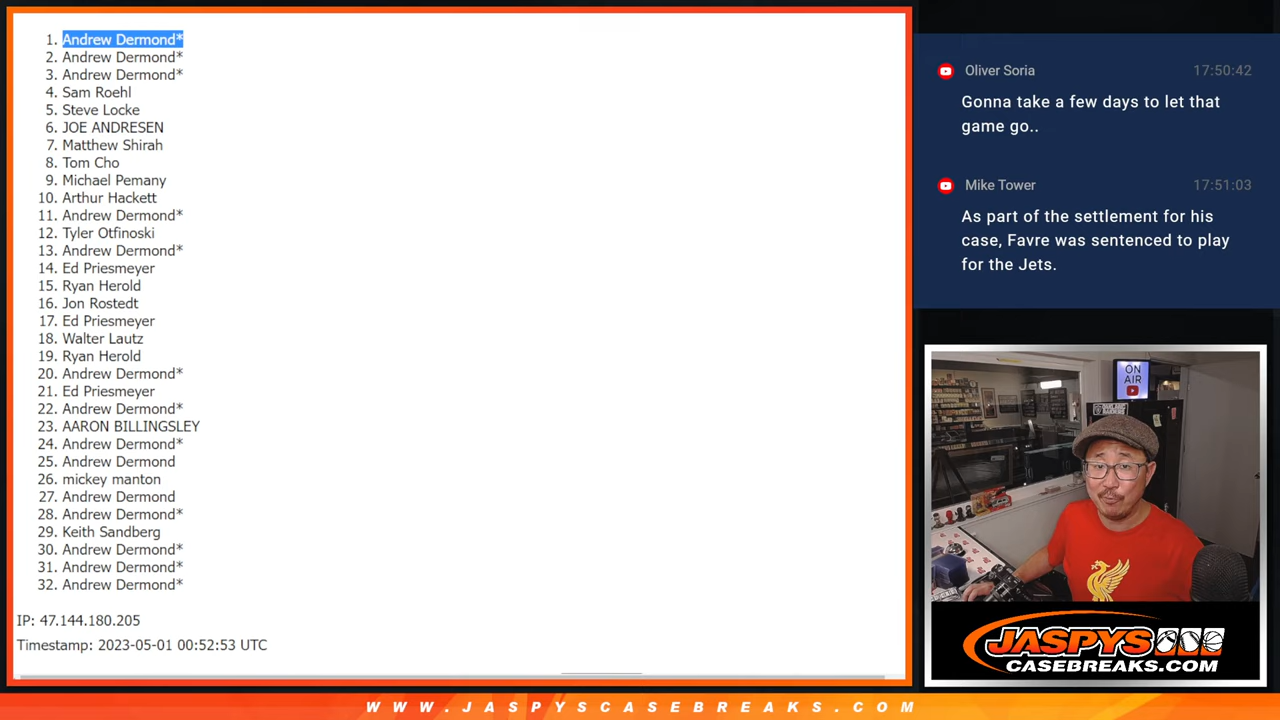 1. Andrew Dermond*
2. Andrew Dermond*
3. Andrew Dermond*
4. Sam Roehl
5. Steve Locke
6. JOE ANDRESEN
7. Matthew Shirah
8. Tom Cho
9. Michael Pemany
10. Arthur Hackett
11. Andrew Dermond*
12. Tyler Otfinoski
13. Andrew Dermond*
14. Ed Priesmeyer
15. Ryan Herold
16. Jon Rostedt
17. Ed Priesmeyer
18. Walter Lautz
19. Ryan Herold
20. Andrew Dermond*
21. Ed Priesmeyer
22. Andrew Dermond*
23. AARON BILLINGSLEY
24. Andrew Dermond*
25. Andrew Dermond
26. mickey manton
27. Andrew Dermond
28. Andrew Dermond*
29. Keith Sandberg
30. Andrew Dermond*
31. Andrew Dermond*
32. Andrew Dermond*
IP: 47.144.180.205
Timestamp: 2023-05-01 00:52:53 UTC
Oliver Soria 17:50:42
Gonna take a few days to let that
game go..
Mike Tower 17:51:03
As part of the settlement for his
case, Favre was sentenced to play
for the Jets.
ON
AIR
JASPYS
CASEBREAKS.COM
WWW.JASPYSCASEBREAKS.COM